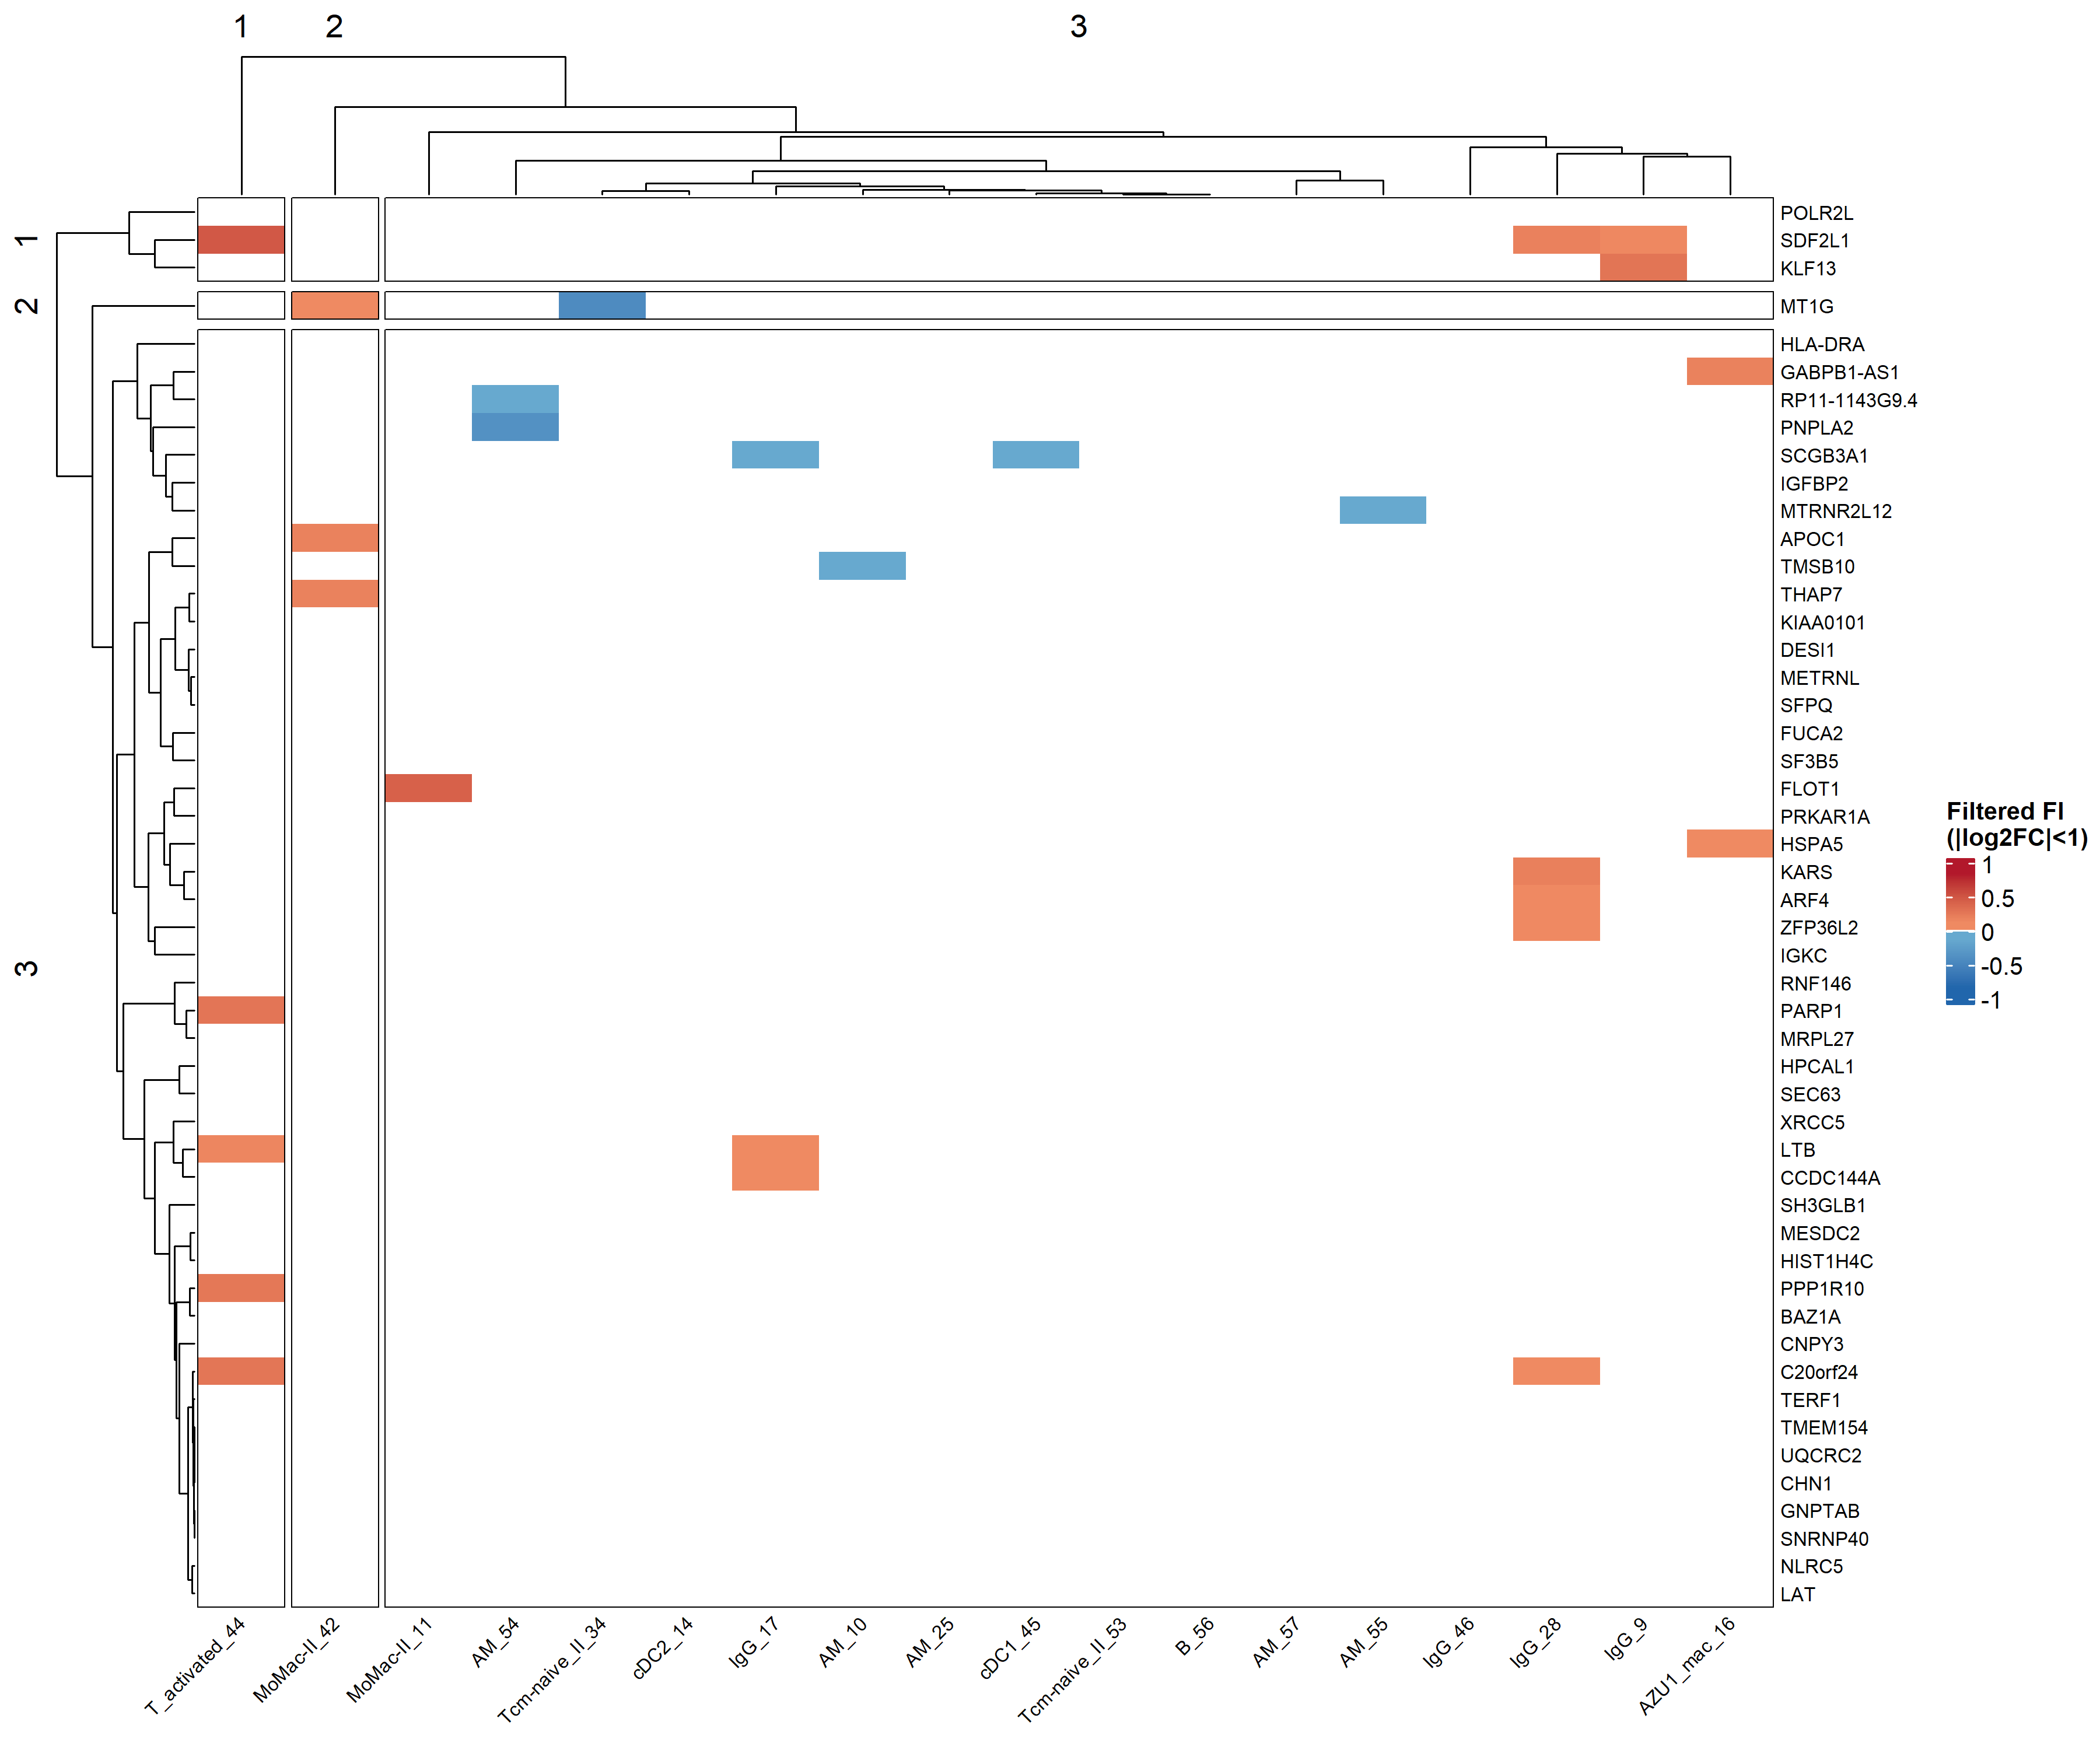 1
2
3
1
2
3
POLR2L
SDF2L1
KLF13
MT1G
HLA-DRA
GABPB1-AS1
RP11-1143G9.4
PNPLA2
SCGB3A1
IGFBP2
MTRNR2L12
APOC1
TMSB10
THAP7
KIAA0101
DESI1
METRNL
SFPQ
FUCA2
SF3B5
FLOT1
PRKAR1A
HSPA5
KARS
ARF4
ZFP36L2
IGKC
RNF146
PARP1
MRPL27
HPCAL1
SEC63
XRCC5
LTB
CCDC144A
SH3GLB1
MESDC2
HIST1H4C
PPP1R10
BAZ1A
CNPY3
C20orf24
TERF1
TMEM154
UQCRC2
CHN1
GNPTAB
SNRNP40
NLRC5
LAT
T_activated_44
MoMac-II_42
MoMac-II_11
AM_54
Tcm-naive_II_34
cDC2_14
IgG_17
AM_10
AM_25
cDC1_45
Tcm-naive_II_53
B_56
AM_57
AM_55
IgG_46
IgG_28
IgG_9
AZU1_mac_16
Filtered FI
(|log2FC|<1)
1
0.5
0
-0.5
-1